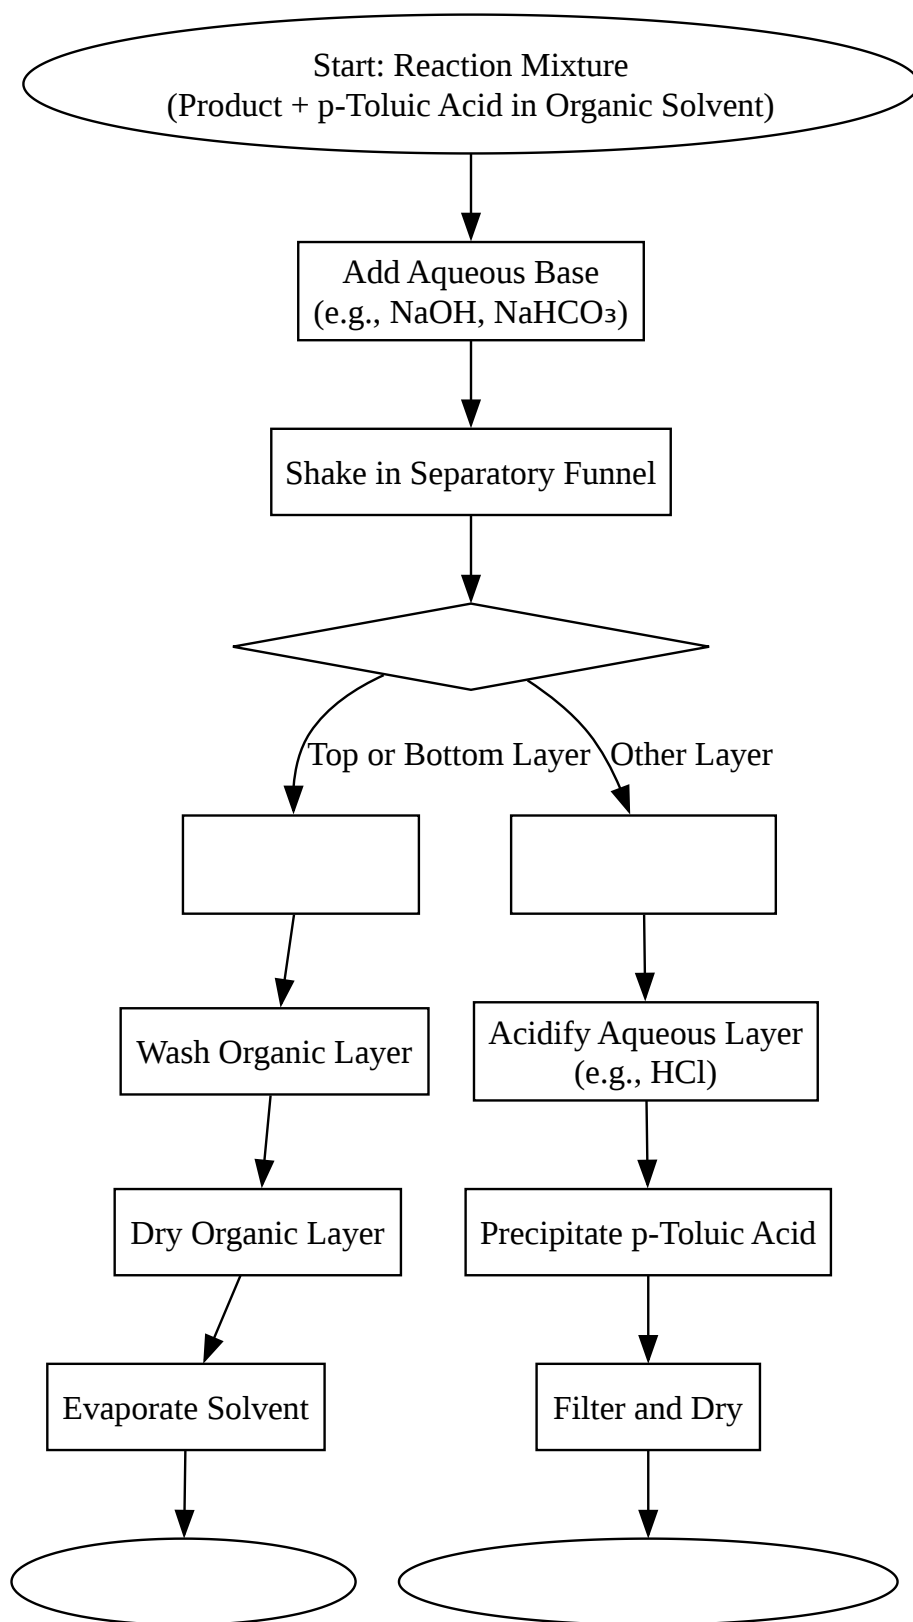 Start: Reaction Mixture
(Product + p-Toluic Acid in Organic Solvent)
Add Aqueous Base
(e.g., NaOH, NaHCO₃)
Shake in Separatory Funnel
Top or Bottom Layer
Other Layer
Wash Organic Layer
Acidify Aqueous Layer
(e.g., HCl)
Dry Organic Layer
Precipitate p-Toluic Acid
Evaporate Solvent
Filter and Dry